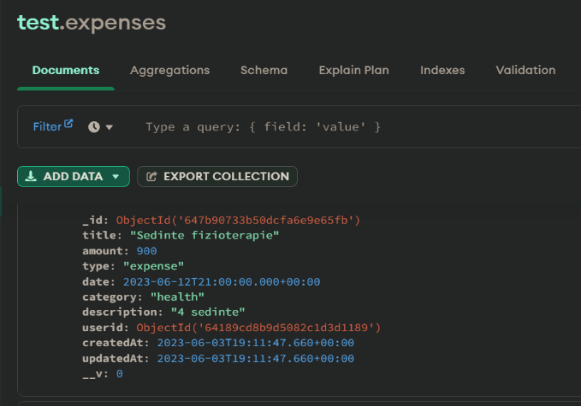 test.expenses
Documents Aggregations Schema Explain Plan Indexes Validation
Filter Type a query: { field: 'value' }
ADD DATA EXPORT COLLECTION
_id: ObjectId('647b90733b50dcfa6e9e65fb')
title: "Sedinte fizioterapie"
amount: 900
type: "expense"
date: 2023-06-12T21:00:00.000+00:00
category: "health"
description: "4 sedinte"
userid: ObjectId('64189cd8b9d5082c1d3d1189')
createdAt: 2023-06-03T19:11:47.660+00:00
updatedAt: 2023-06-03T19:11:47.660+00:00
__v: 0